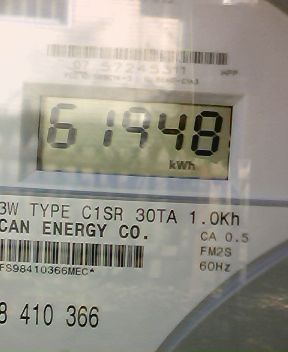 61948
kWh
3W TYPE C1SR 30TA 1.0Kh
CAN ENERGY CO.
CA 0.5
FM2S
60Hz
FS98410366MEC*
8 410 366